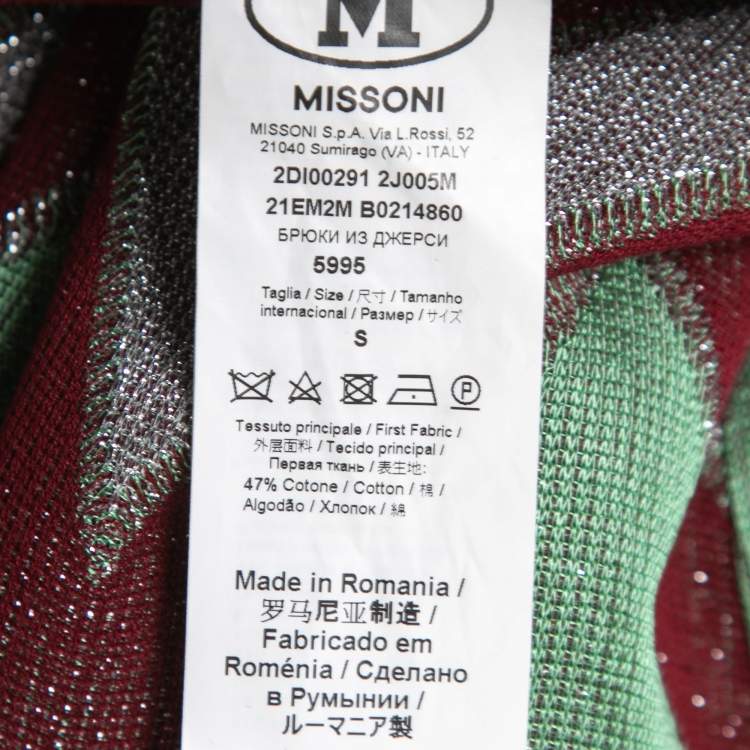 M
MISSONI
MISSONI S.p.A. Via L.Rossi, 52
21040 Sumirago (VA) - ITALY
2DI00291 2J005M
21EM2M B0214860
БРЮКИ ИЗ ДЖЕРСИ
5995
Taglia / Size / 尺寸 / Tamanho
internacional / Размер / サイズ
S
P
Tessuto principale / First Fabric /
外层面料 / Tecido principal /
Первая ткань / 表生地:
47% Cotone / Cotton / 棉 /
Algodão / Хлопок / 綿
Made in Romania /
罗马尼亚制造 /
Fabricado em
Roménia / Сделано
в Румынии /
ルーマニア製